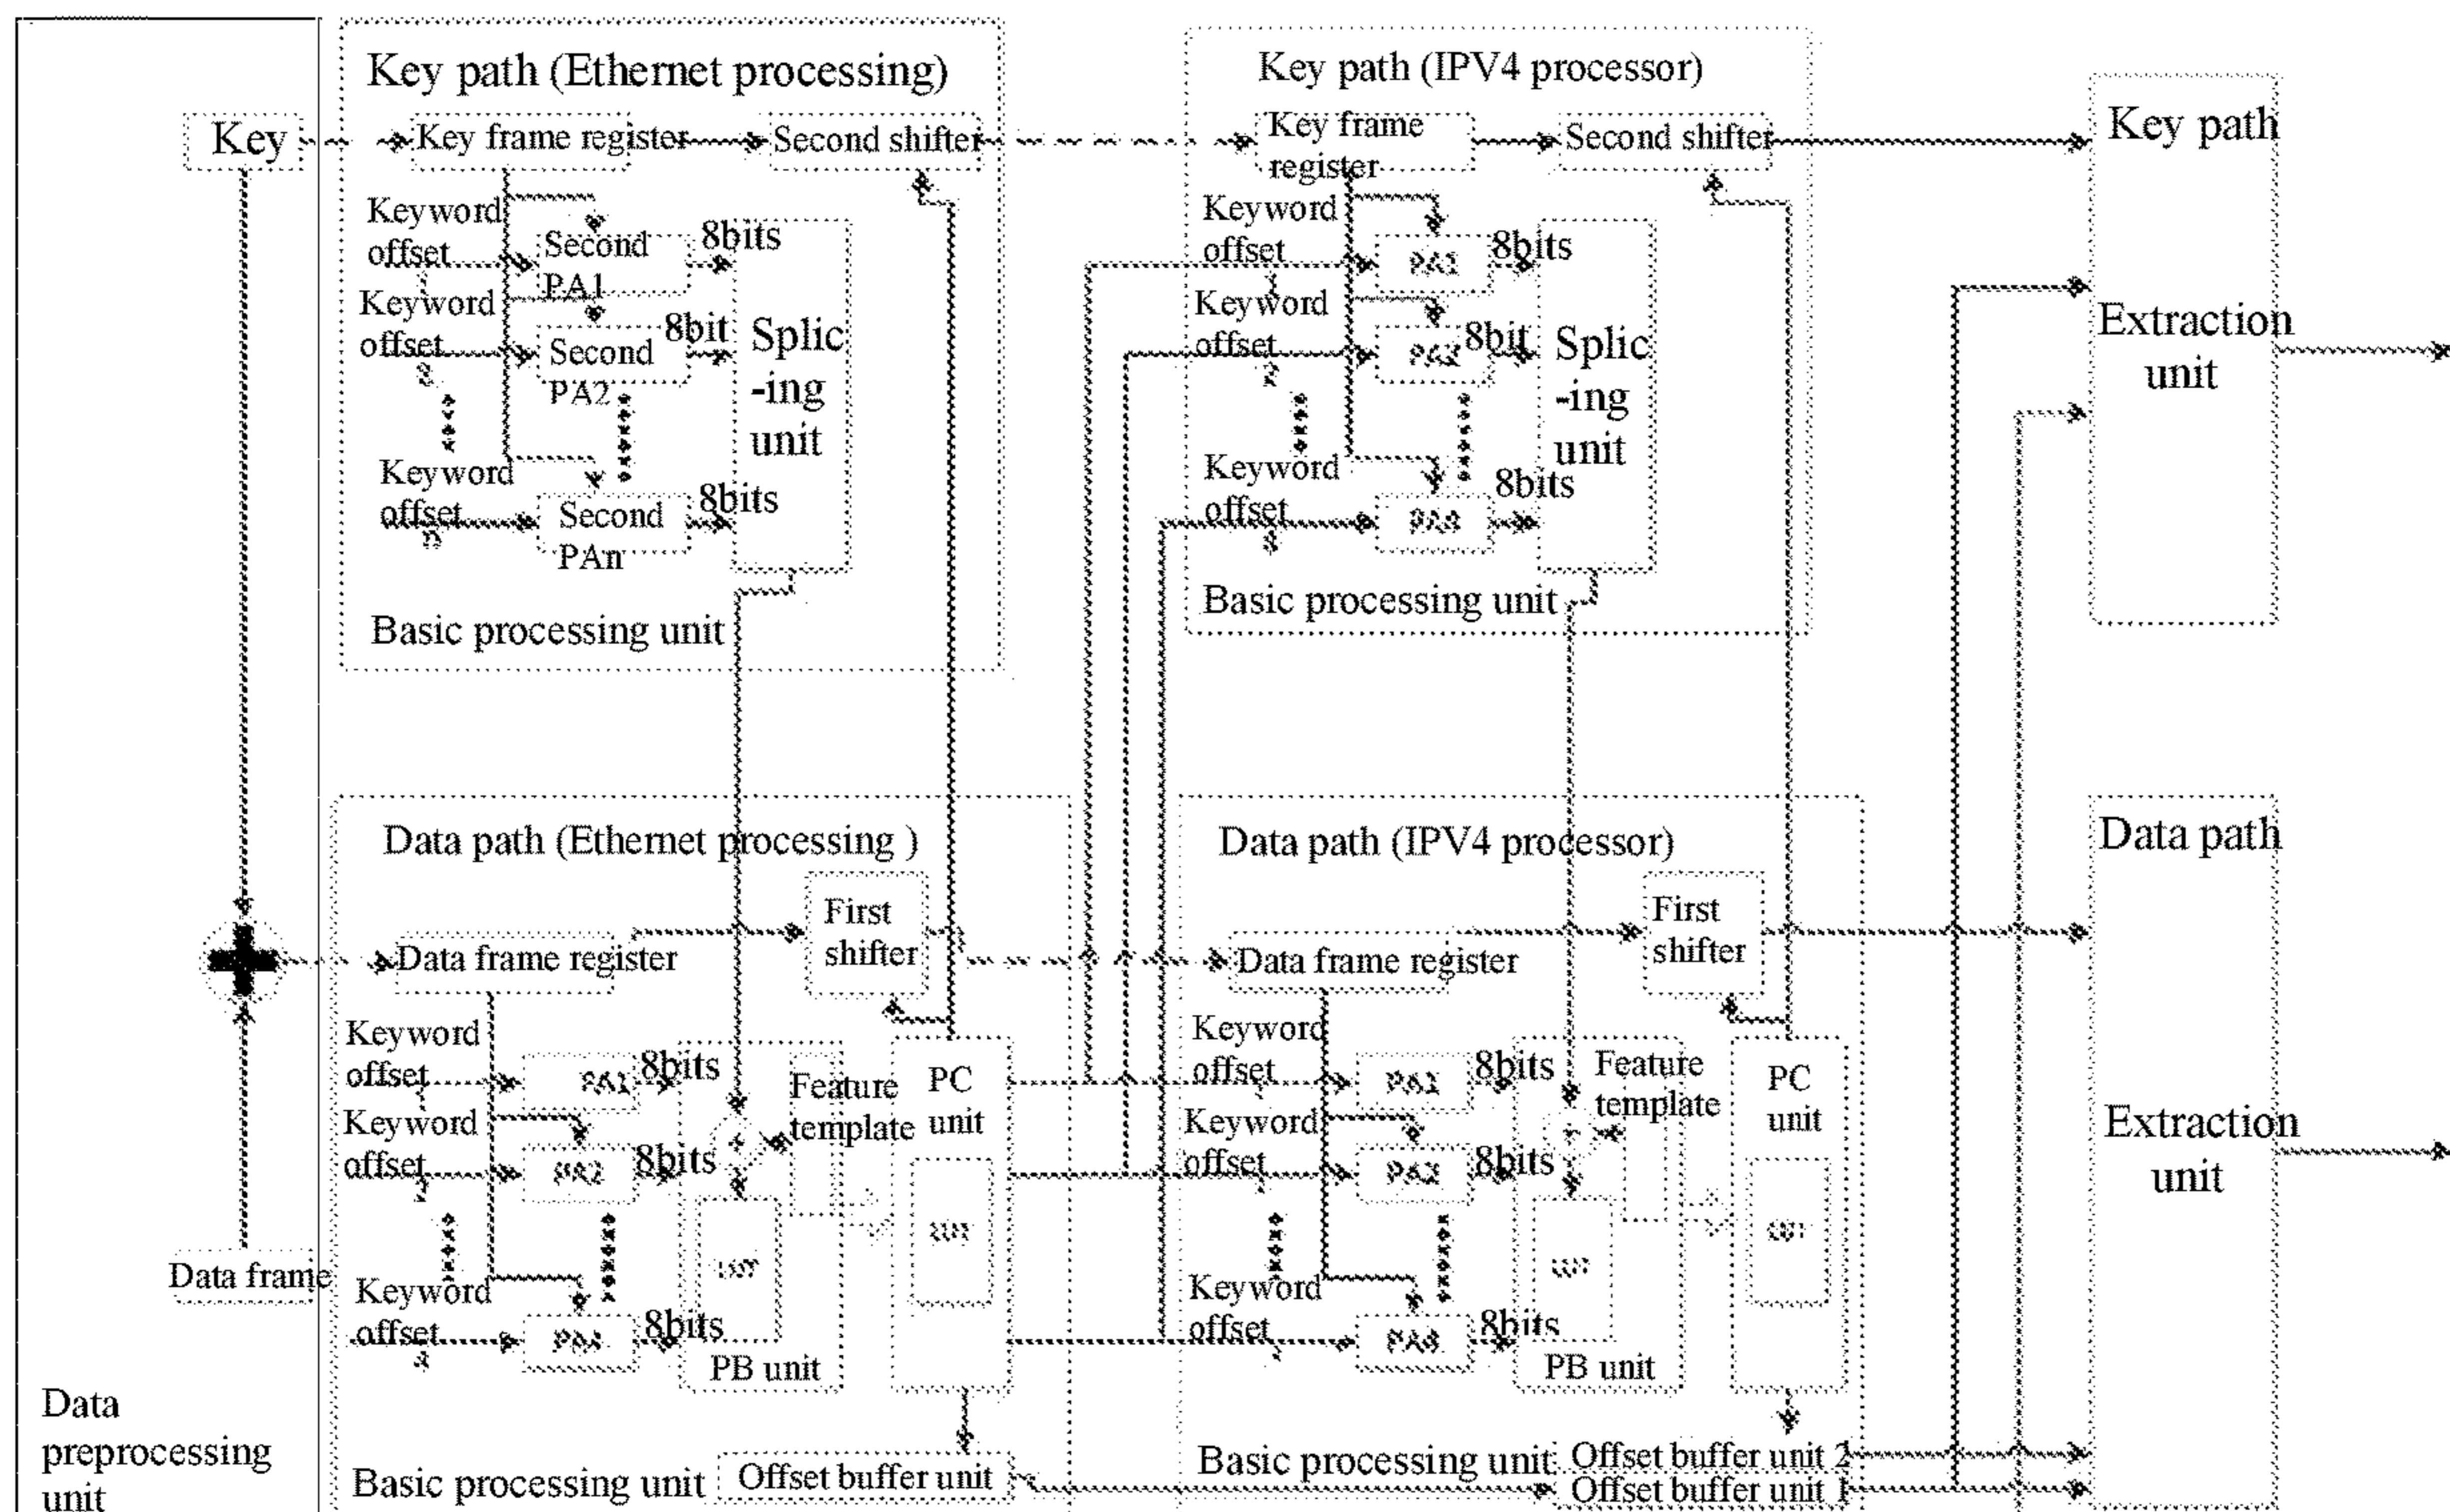 Key path (Ethernet processing)
Key
Key frame register
Second shifter
Keyword
offset
Second
PA1
8bits
Keyword
offset
Second
PA2
8bit
Keyword
offset
n
Second
PAn
8bits
Splic
-ing
unit
Basic processing unit
Key path (IPV4 processor)
Key frame
register
Second shifter
Keyword
offset
PA1
8bits
Keyword
offset
8bit
Keyword
offset
8bits
Splic
-ing
unit
Basic processing unit
Key path
Extraction
unit
Data path (Ethernet processing )
First
shifter
Data frame register
Keyword
offset
PA1
8bits
Keyword
offset
PA2
8bits
Keyword
offset
8bits
Feature
template
PC
unit
PB unit
Data frame
Data
preprocessing
unit
Basic processing unit
Offset buffer unit
Data path (IPV4 processor)
First
shifter
Data frame register
Keyword
offset
PA1
8bits
Keyword
offset
8bits
Keyword
offset
8bits
Feature
template
PC
unit
PB unit
Basic processing unit
Offset buffer unit 2
Offset buffer unit 1
Data path
Extraction
unit